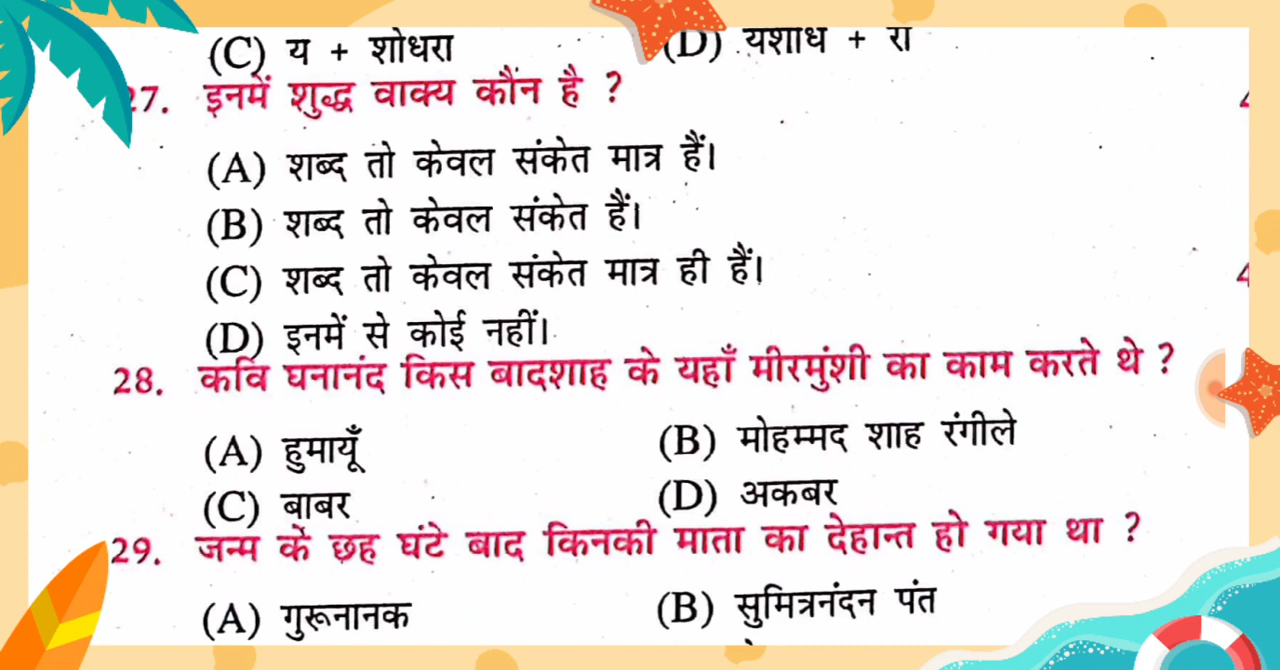 (C) य + शोधरा (D) यशाध + रा
27. इनमें शुद्ध वाक्य कौन है ?
(A) शब्द तो केवल संकेत मात्र हैं।
(B) शब्द तो केवल संकेत हैं।
(C) शब्द तो केवल संकेत मात्र ही हैं।
(D) इनमें से कोई नहीं।
28. कवि घनानंद किस बादशाह के यहाँ मीरमुंशी का काम करते थे ?
(A) हुमायूँ (B) मोहम्मद शाह रंगीले
(C) बाबर (D) अकबर
29. जन्म के छह घंटे बाद किनकी माता का देहान्त हो गया था ?
(A) गुरूनानक (B) सुमित्रनंदन पंत